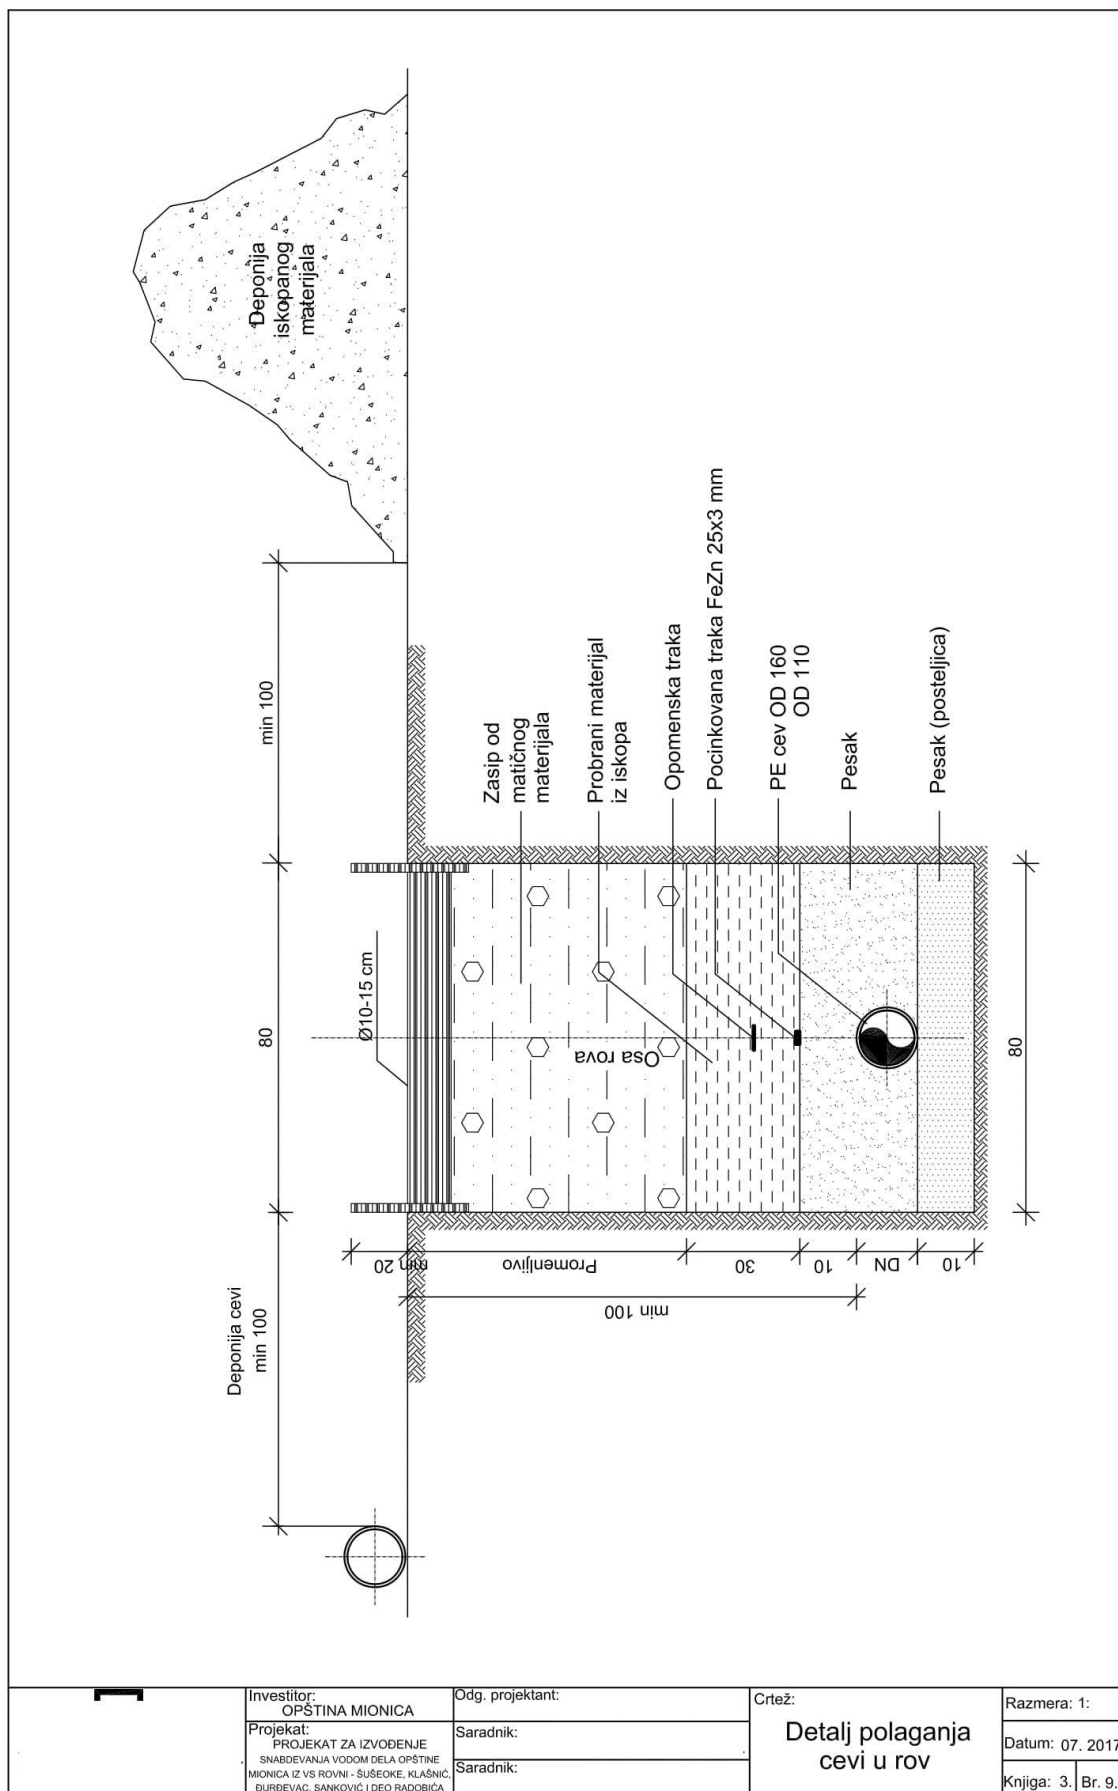 Deponija
iskopanog
materijala
min 100
80
Deponija cevi
min 100
Ø10-15 cm
Zasip od
matičnog
materijala
Probrani materijal
iz iskopa
Opomenska traka
Pocinkovana traka FeZn 25x3 mm
PE cev OD 160
OD 110
Pesak
Pesak (posteljica)
Osa rova
80
min 20
Promenljivo
30
10
DN
10
min 100
Investitor:
OPŠTINA MIONICA
Projekat:
PROJEKAT ZA IZVOĐENJE
SNABDEVANJA VODOM DELA OPŠTINE
MIONICA IZ VS ROVNI - ŠUŠEOKE, KLAŠNIĆ,
ĐURĐEVAC, SANKOVIĆ I DEO RADOBIĆA
Odg. projektant:
Saradnik:
Saradnik:
Crtež:
Detalj polaganja
cevi u rov
Razmera: 1:
Datum: 07. 2017
Knjiga: 3. Br. 9.